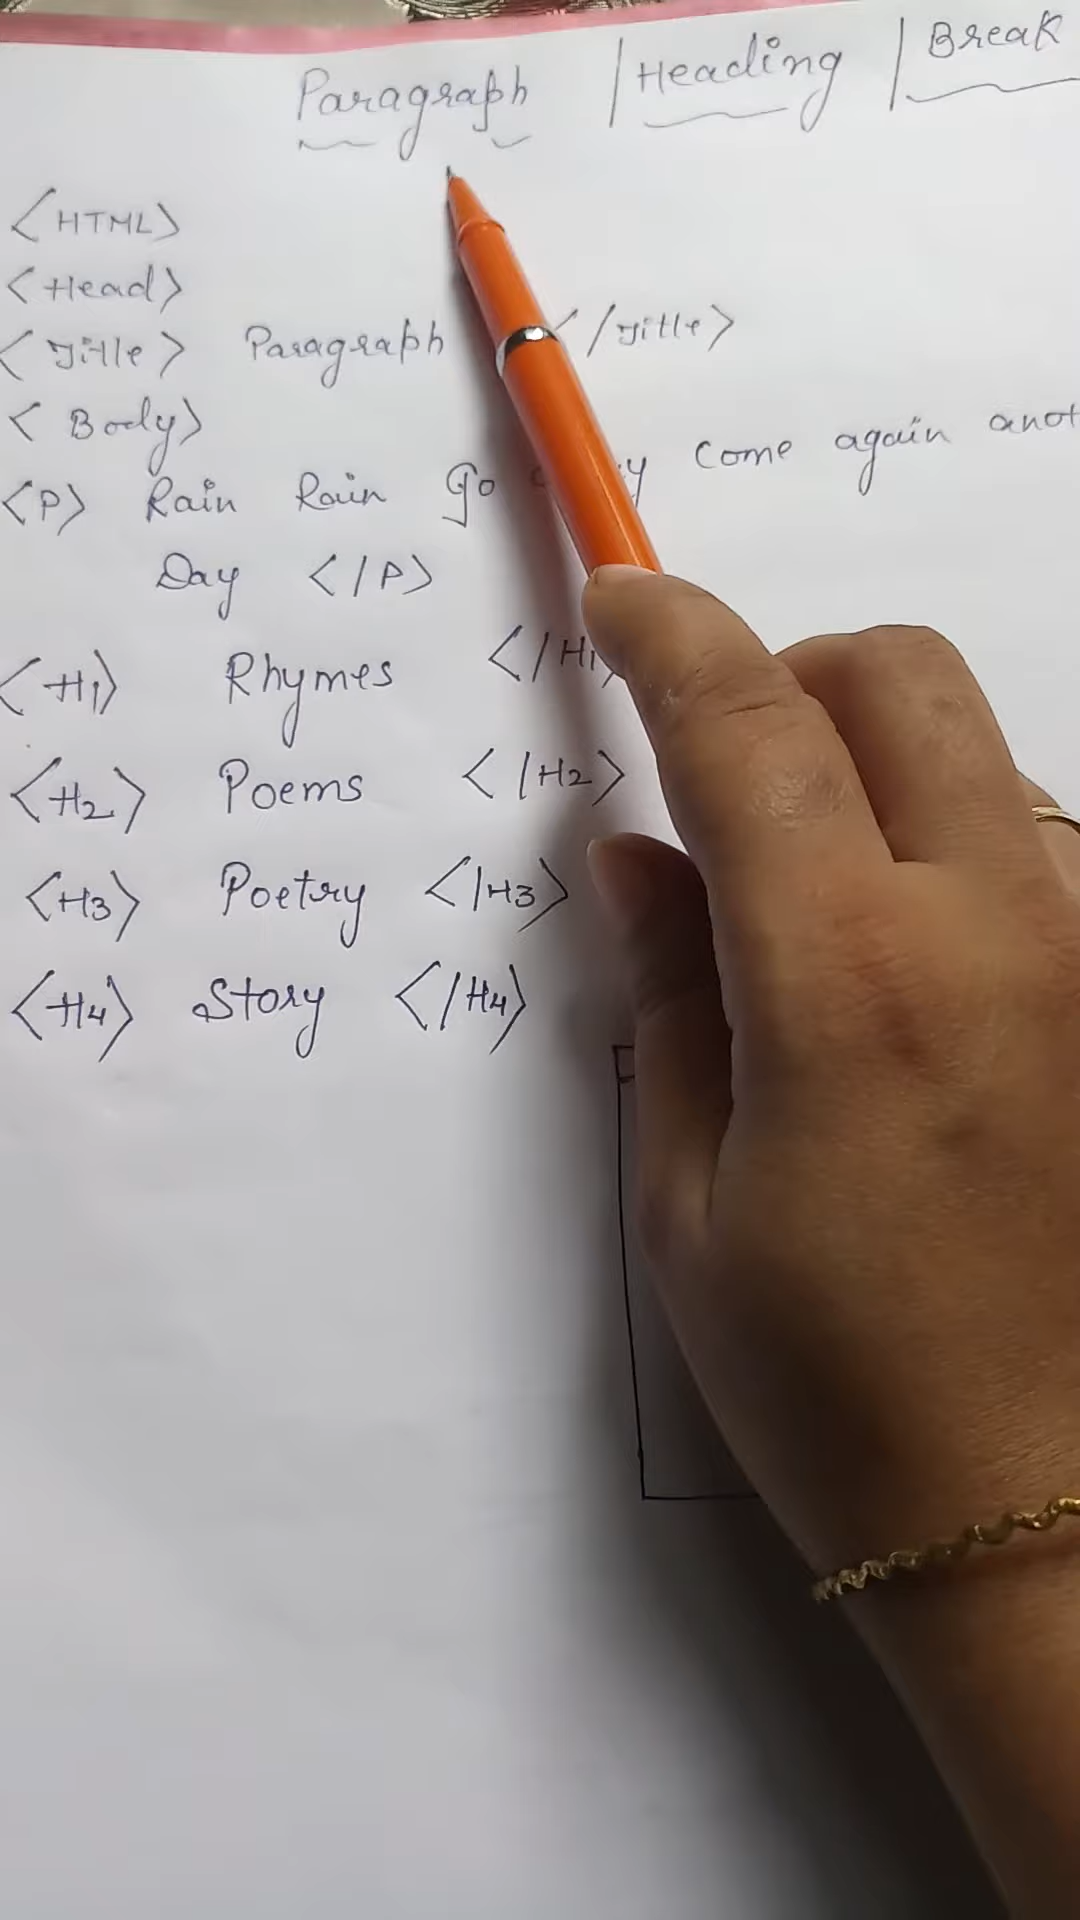 Paragraph | Heading | Break
<HTML>
<Head>
<Title> Paragraph </Title>
<Body>
<P> Rain Rain Go come again
Day </P>
<H1> Rhymes </H1>
<H2> Poems </H2>
<H3> Poetry </H3>
<H4> Story </H4>